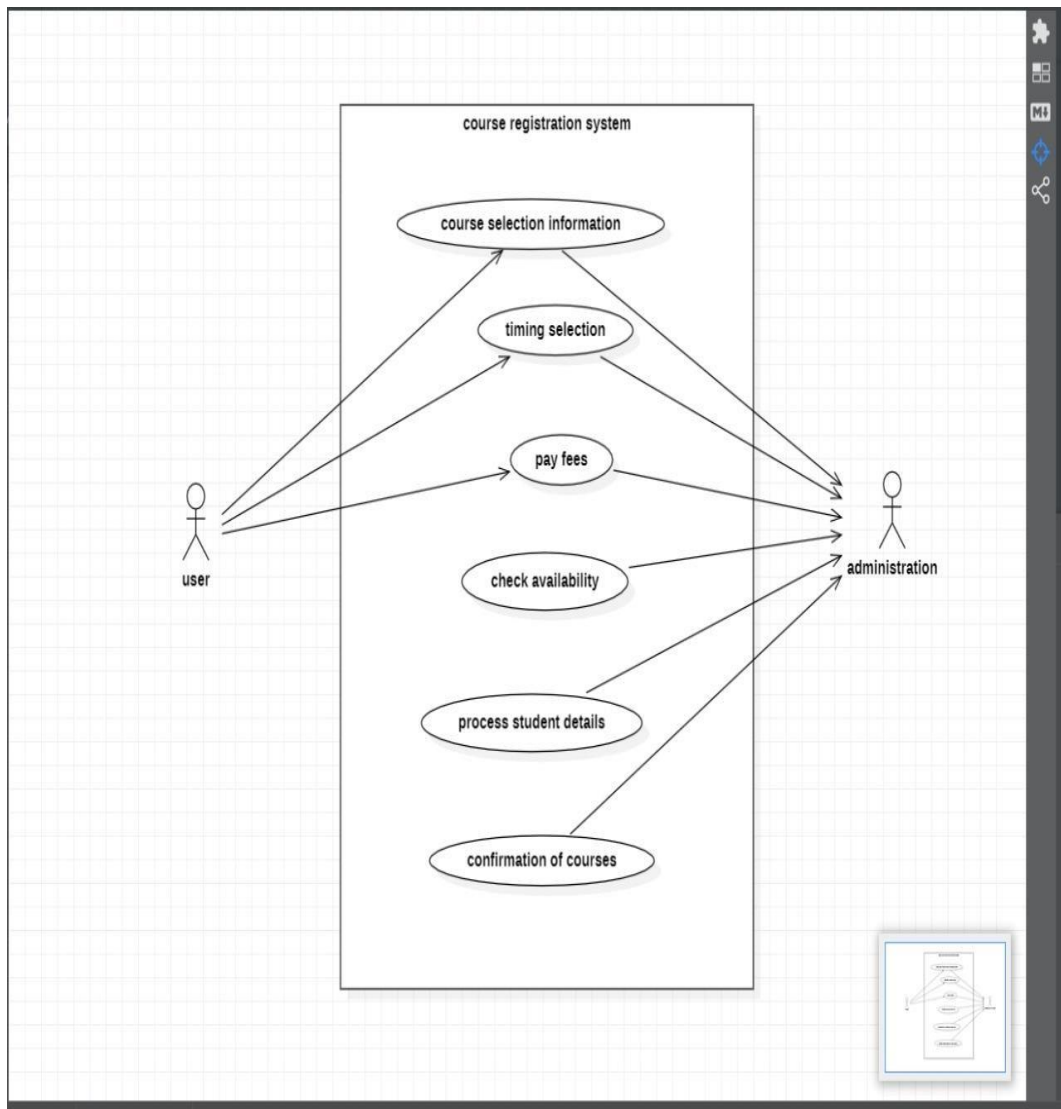 course registration system
course selection information
timing selection
pay fees
check availability
process student details
confirmation of courses
user
administration
M